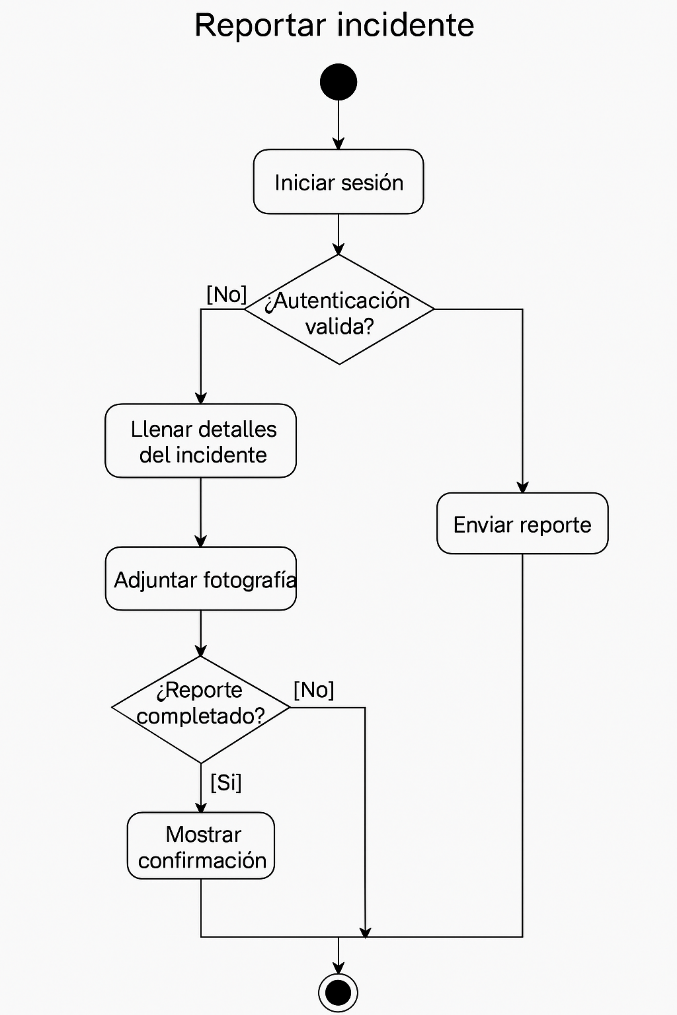 Reportar incidente
Iniciar sesión
[No]
¿Autenticación
valida?
Llenar detalles
del incidente
Enviar reporte
Adjuntar fotografía
¿Reporte
completado?
[No]
[Si]
Mostrar
confirmación